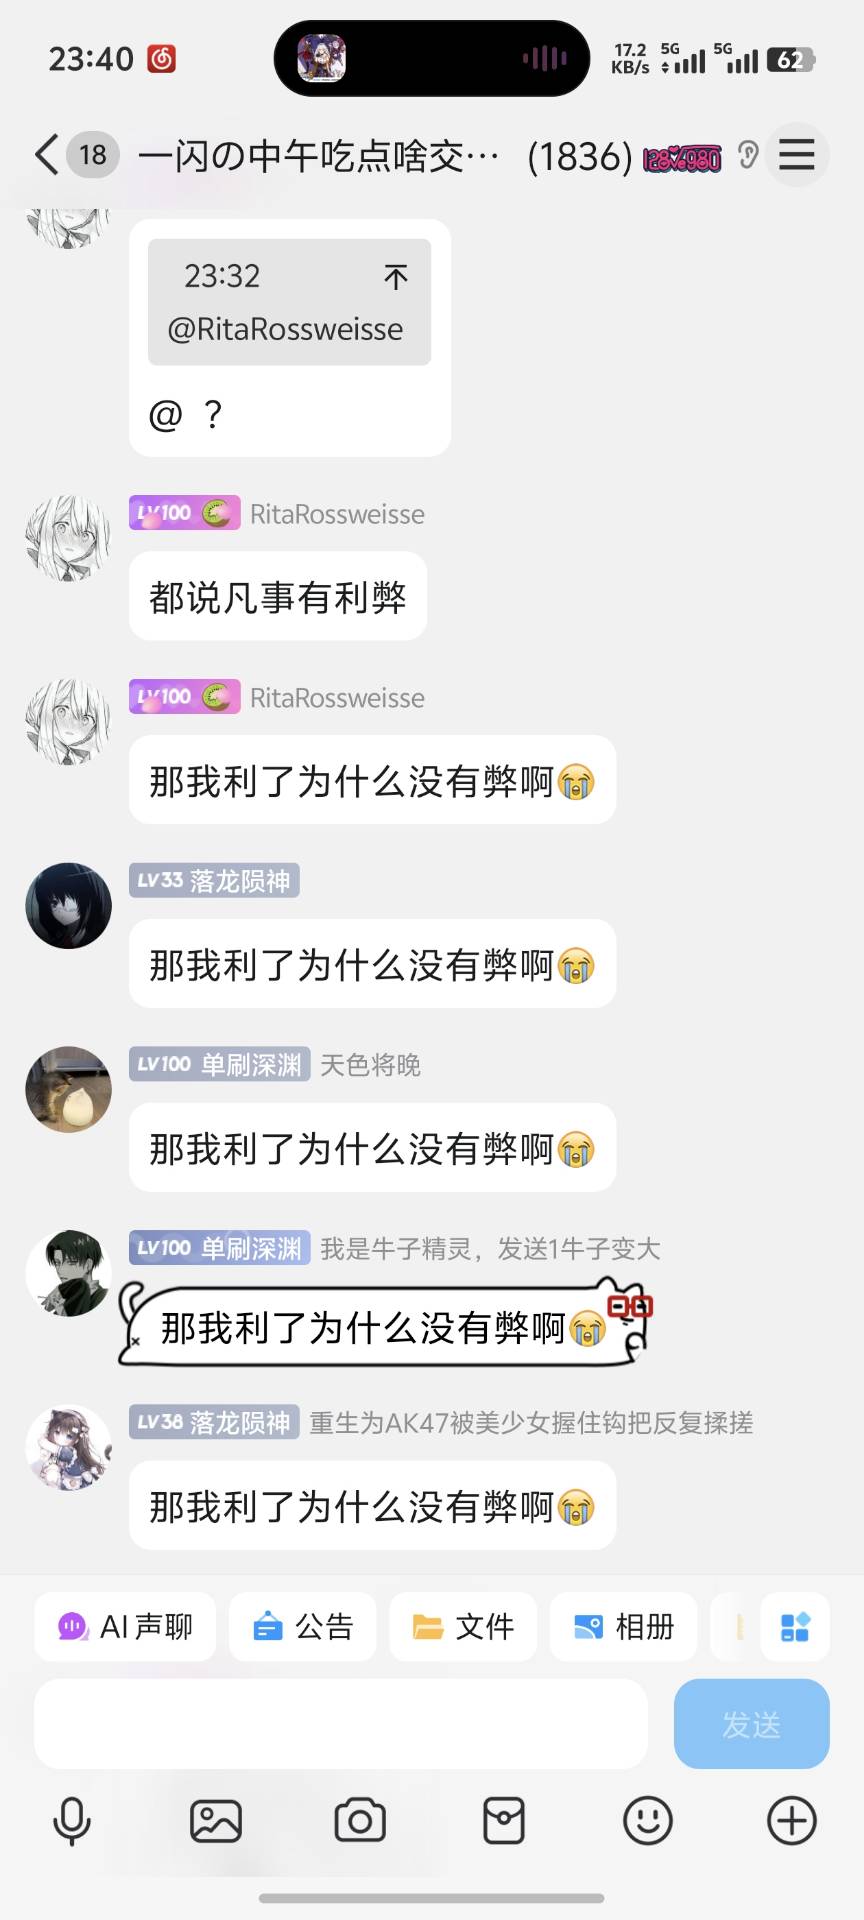 23:40
17.2 KB/s 5G 5G 62
18 一闪の中午吃点啥交… (1836)
23:32
@RitaRossweisse
@ ？
LV100 RitaRossweisse
都说凡事有利弊
LV100 RitaRossweisse
那我利了为什么没有弊啊😭
LV33 落龙陨神
那我利了为什么没有弊啊😭
LV100 单刷深渊 天色将晚
那我利了为什么没有弊啊😭
LV100 单刷深渊 我是牛子精灵，发送1牛子变大
那我利了为什么没有弊啊😭
LV38 落龙陨神 重生为AK47被美少女握住钩把反复揉搓
那我利了为什么没有弊啊😭
AI声聊 公告 文件 相册
发送